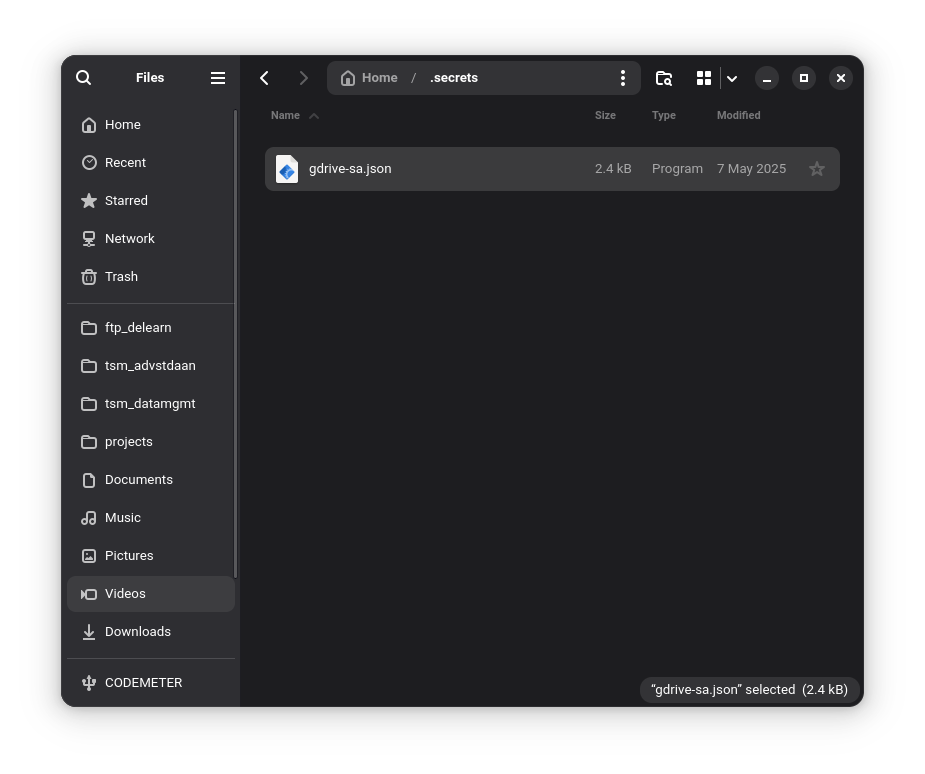 Files
Home / .secrets
Home
Recent
Starred
Network
Trash
ftp_delearn
tsm_advstdaan
tsm_datamgmt
projects
Documents
Music
Pictures
Videos
Downloads
CODEMETER
Name Size Type Modified
gdrive-sa.json 2.4 kB Program 7 May 2025
“gdrive-sa.json” selected (2.4 kB)